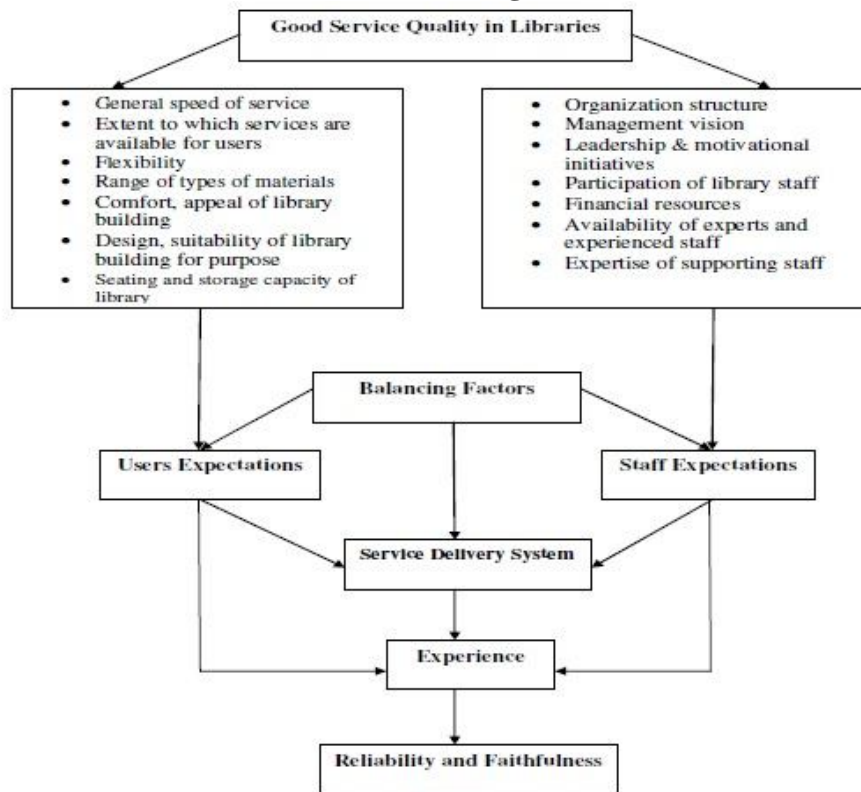 Good Service Quality in Libraries
• General speed of service
• Extent to which services are
available for users
• Flexibility
• Range of types of materials
• Comfort, appeal of library
building
• Design, suitability of library
building for purpose
• Seating and storage capacity of
library
• Organization structure
• Management vision
• Leadership & motivational
initiatives
• Participation of library staff
• Financial resources
• Availability of experts and
experienced staff
• Expertise of supporting staff
Balancing Factors
Users Expectations
Staff Expectations
Service Delivery System
Experience
Reliability and Faithfulness